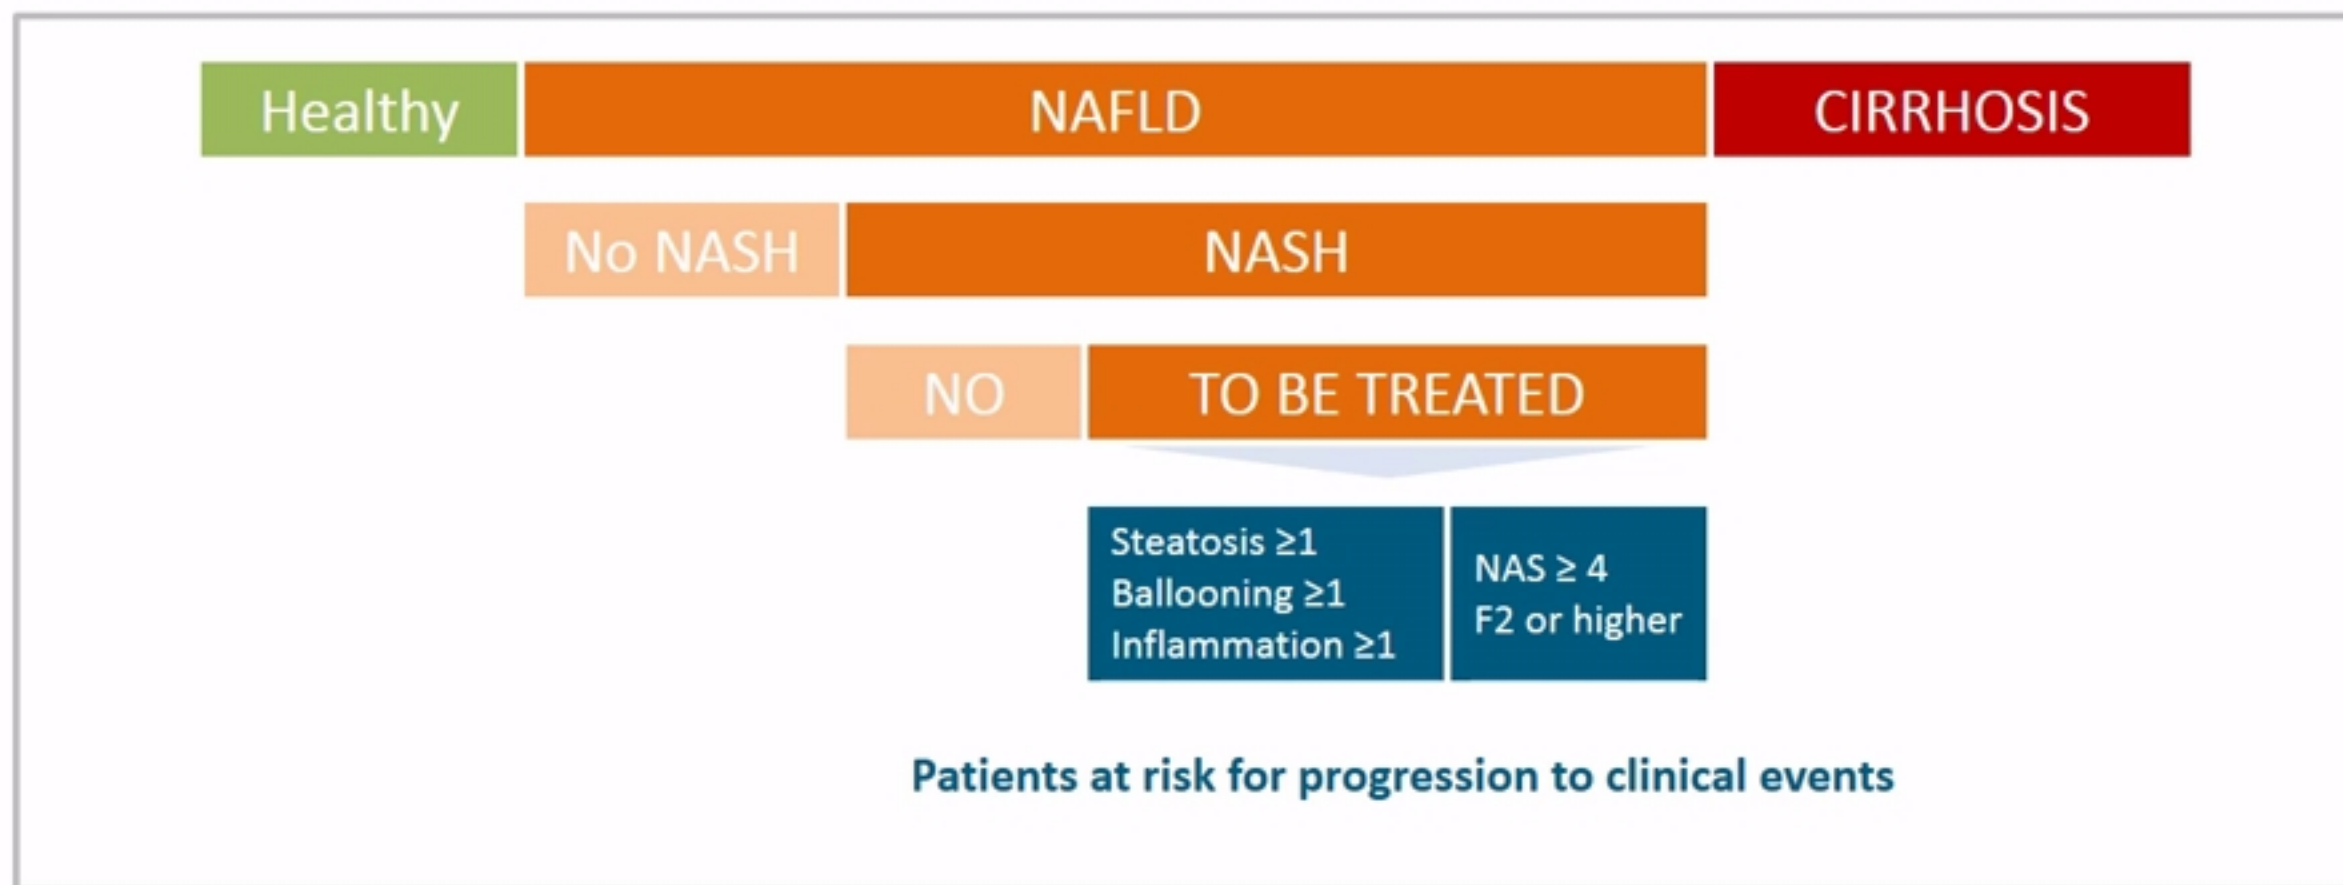 Healthy
NAFLD
CIRRHOSIS
No NASH
NASH
NO
TO BE TREATED
Steatosis ≥1
Ballooning ≥1
Inflammation ≥1
NAS ≥ 4
F2 or higher
Patients at risk for progression to clinical events